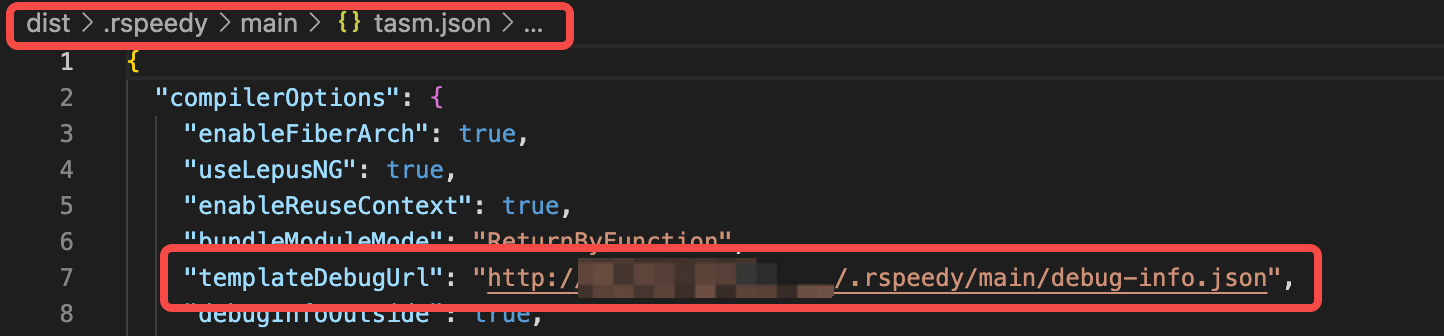 dist > .rspeedy > main > {} tasm.json > ...
1 {
2 "compilerOptions": {
3 "enableFiberArch": true,
4 "useLepusNG": true,
5 "enableReuseContext": true,
6 "bundleModuleMode": "ReturnByFunction",
7 "templateDebugUrl": "http:///.rspeedy/main/debug-info.json",
8 "debugInfoOutside": true,